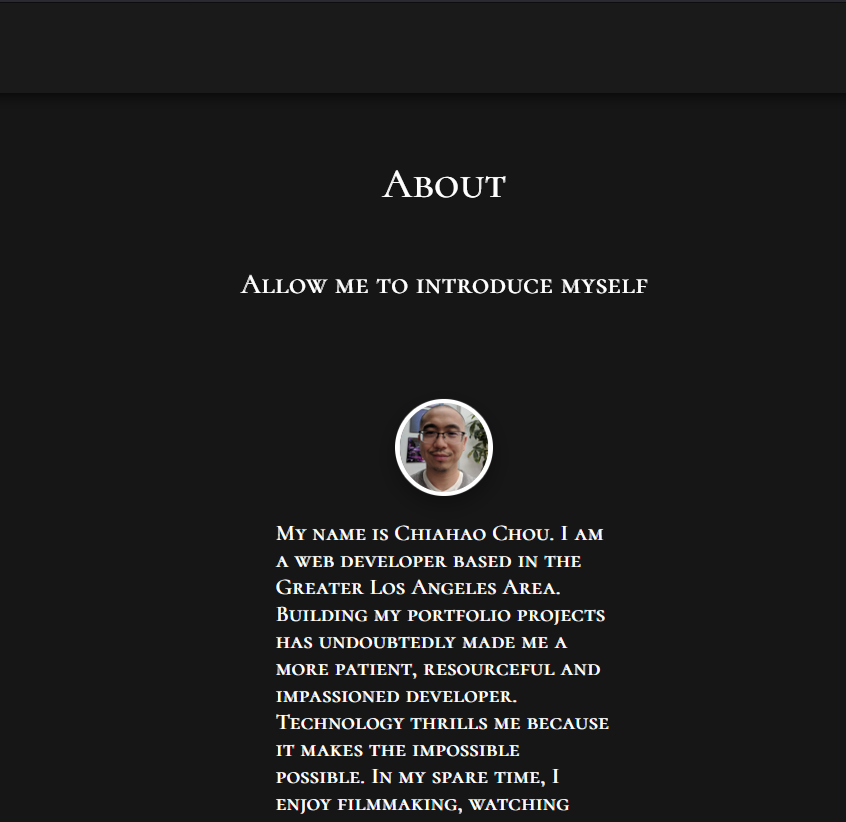 About
Allow me to introduce myself
My name is Chiahao Chou. I am
a web developer based in the
Greater Los Angeles Area.
Building my portfolio projects
has undoubtedly made me a
more patient, resourceful and
impassioned developer.
Technology thrills me because
it makes the impossible
possible. In my spare time, I
enjoy filmmaking, watching